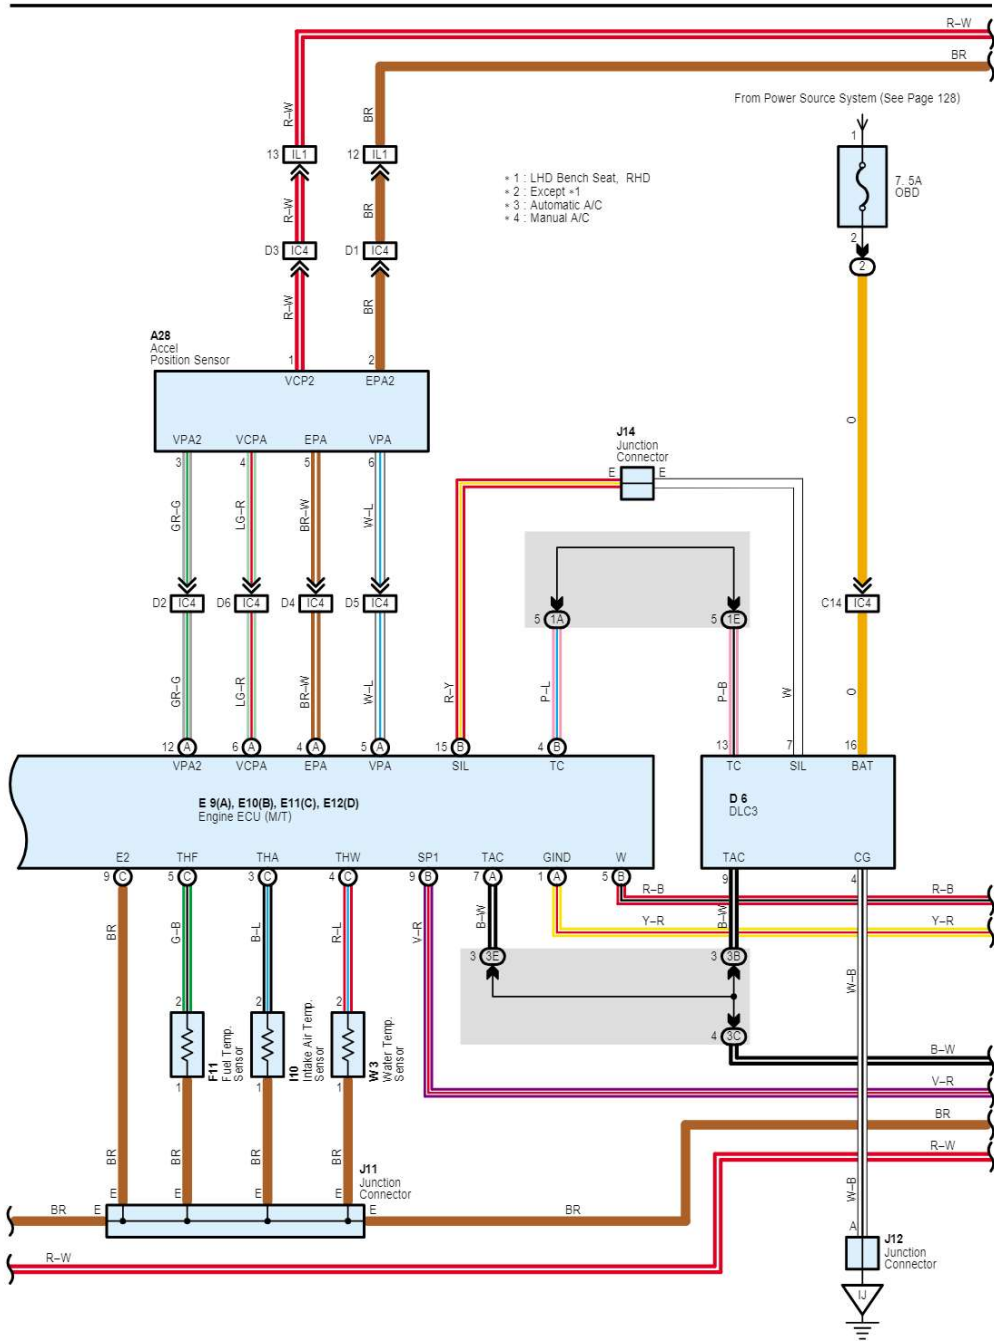 R–W
BR
From Power Source System (See Page 128)
R–W
BR
1
13 IL1
12 IL1
* 1 : LHD Bench Seat, RHD
* 2 : Except *1
* 3 : Automatic A/C
* 4 : Manual A/C
7. 5A
OBD
R–W
BR
2
D3 IC4
D1 IC4
2
R–W
BR
A28
Accel
Position Sensor
1
2
VCP2
EPA2
O
J14
Junction
Connector
VPA2
VCPA
EPA
VPA
3
4
5
6
E
E
GR–G
LG–R
BR–W
W–L
D2 IC4
D6 IC4
D4 IC4
D5 IC4
C14 IC4
5 1A
5 1E
GR–G
LG–R
BR–W
W–L
R–Y
P–L
P–B
W
O
12 A
6 A
4 A
5 A
15 B
4 B
13
7
16
VPA2
VCPA
EPA
VPA
SIL
TC
TC
SIL
BAT
E 9(A), E10(B), E11(C), E12(D)
Engine ECU (M/T)
D 6
DLC3
E2
THF
THA
THW
SP1
TAC
GIND
W
TAC
CG
9 C
5 C
3 C
4 C
9 B
7 A
1 A
5 B
9
4
R–B
R–B
BR
G–B
B–L
R–L
V–R
B–W
Y–R
B–W
Y–R
3 3E
3 3B
W–B
2
2
2
F11
Fuel Temp.
Sensor
I10
Intake Air Temp.
Sensor
W 3
Water Temp.
Sensor
4 3C
B–W
1
1
1
V–R
BR
BR
BR
BR
BR
R–W
J11
Junction
Connector
W–B
E
E
E
E
BR
E
E
BR
A
J12
Junction
Connector
R–W
IJ